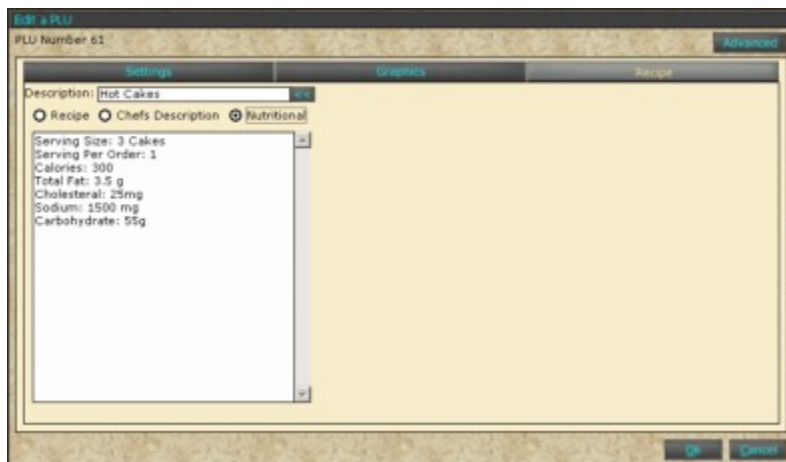 Edit a PLU
PLU Number 61
Advanced
Settings Graphics Recipe
Description: Hot Cakes <<
Recipe Chefs Description Nutritional
Serving Size: 3 Cakes
Serving Per Order: 1
Calories: 300
Total Fat: 3.5 g
Cholesteral: 25mg
Sodium: 1500 mg
Carbohydrate: 55g
Ok Cancel